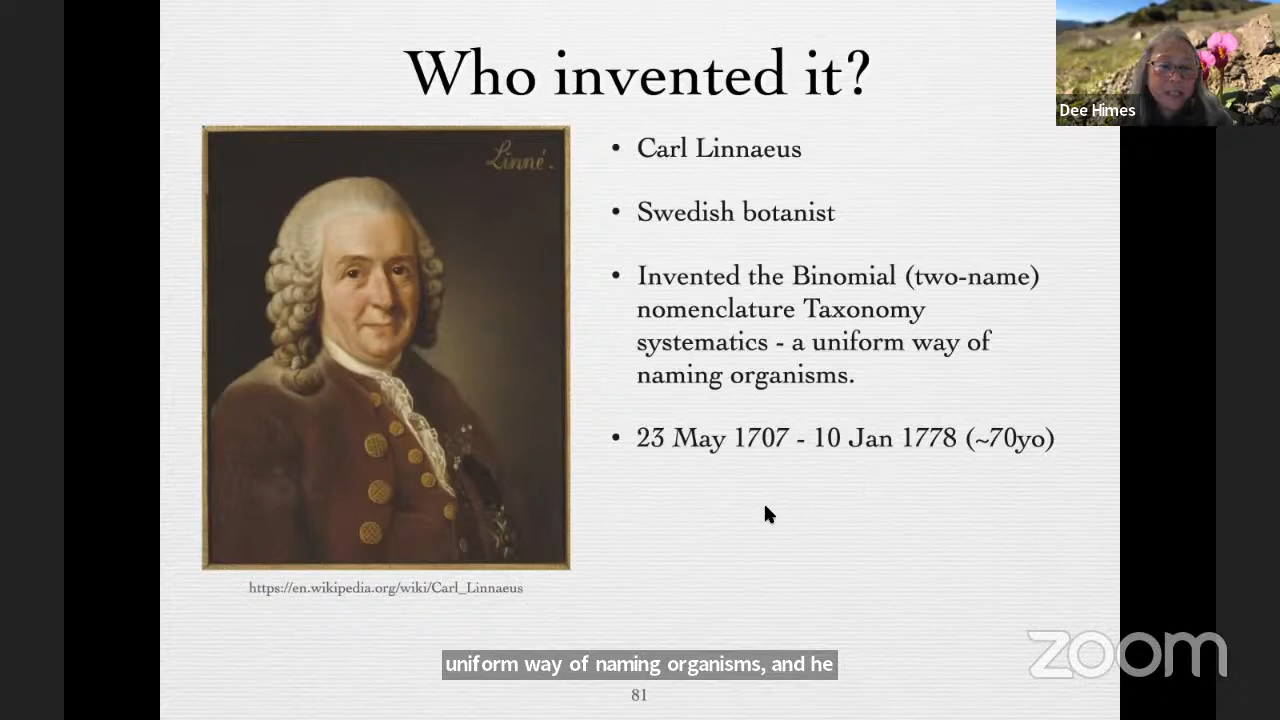 Who invented it?
Dee Himes
Linné.
• Carl Linnaeus
• Swedish botanist
• Invented the Binomial (two-name)
nomenclature Taxonomy
systematics - a uniform way of
naming organisms.
• 23 May 1707 - 10 Jan 1778 (~70yo)
https://en.wikipedia.org/wiki/Carl_Linnaeus
zoom
uniform way of naming organisms, and he
81